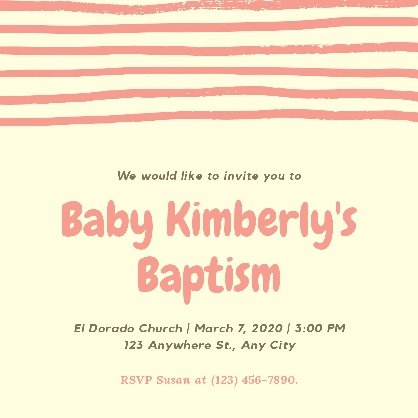 We would like to invite you to
Baby Kimberly's
Baptism
El Dorado Church | March 7, 2020 | 3:00 PM
123 Anywhere St., Any City
RSVP Susan at (123) 456-7890.